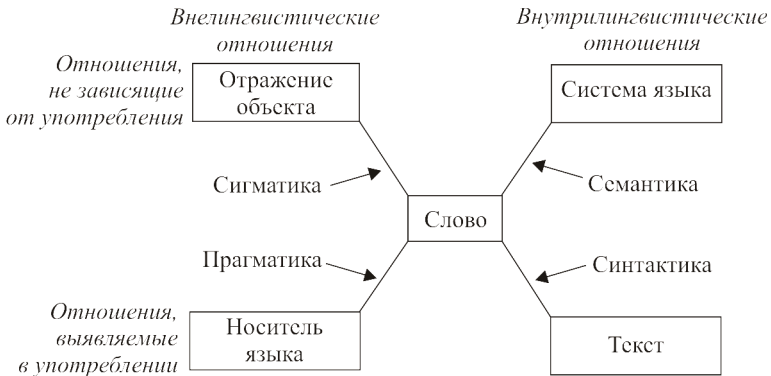 Внелингвистические
отношения
Внутрилингвистические
отношения
Отношения,
не зависящие
от употребления
Отражение
объекта
Система языка
Сигматика
Семантика
Слово
Прагматика
Синтактика
Отношения,
выявляемые
в употреблении
Носитель
языка
Текст